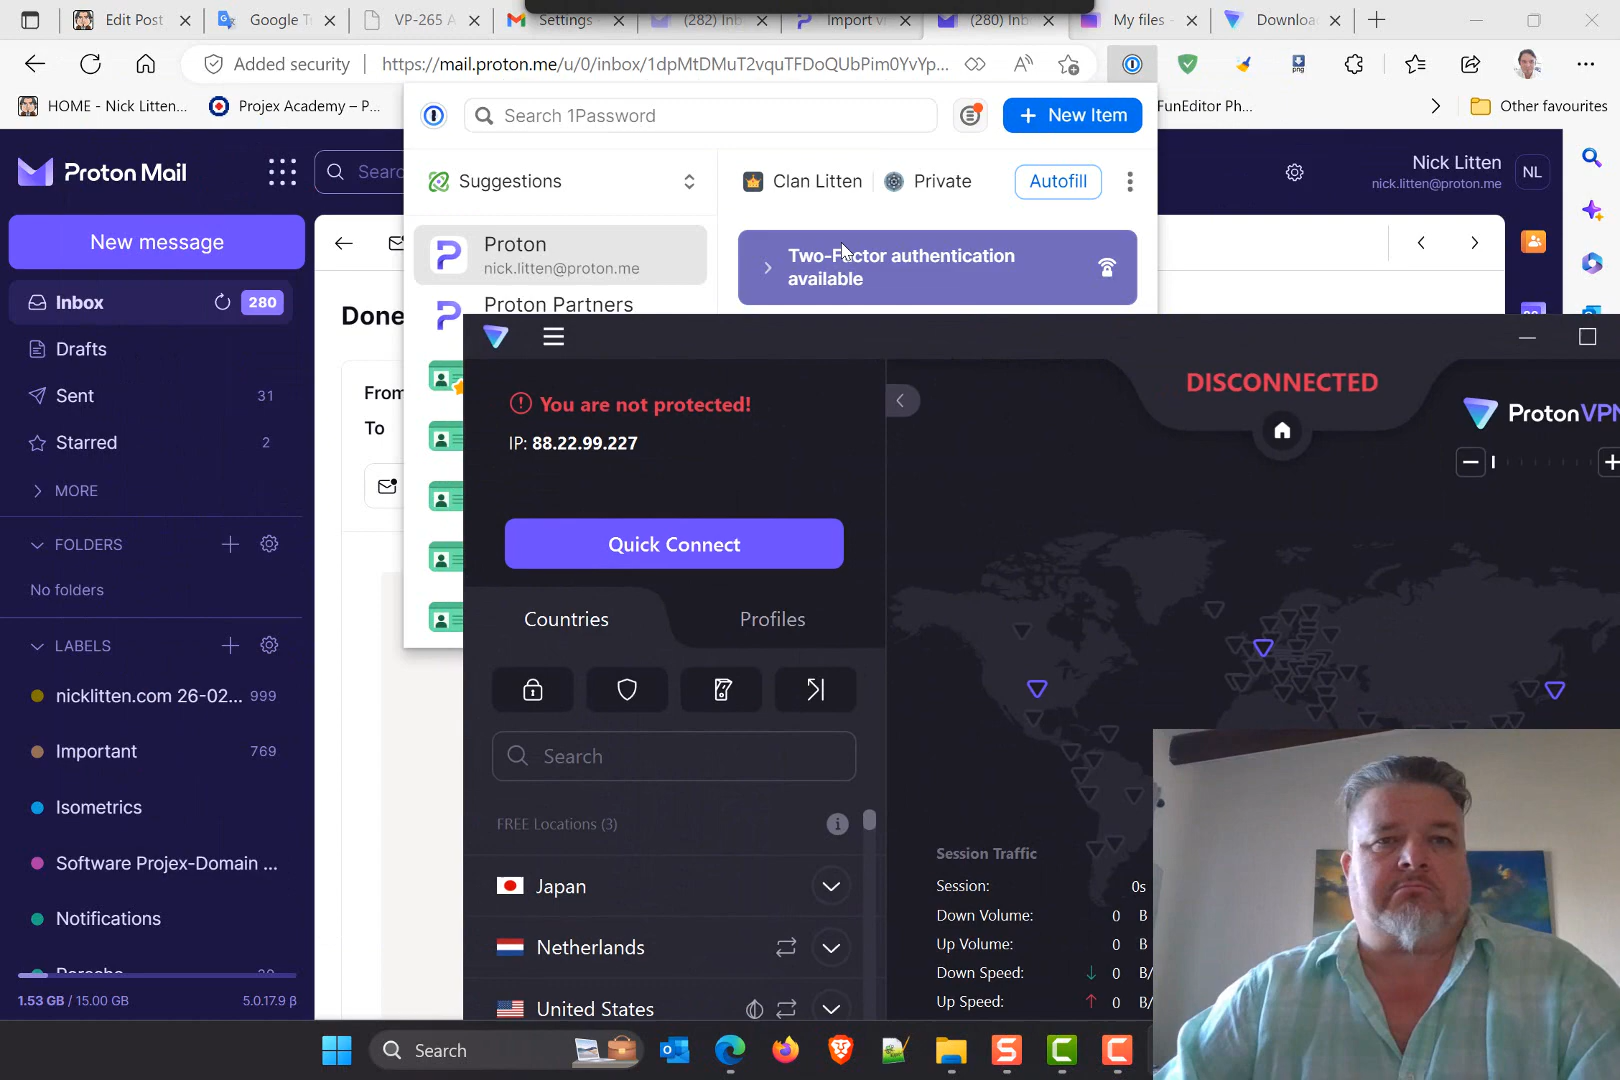 Edit Post
Google T
VP-265 A
Settings
(282) Inb
Import v
(280) Inb
My files -
Downloa
Added security
https://mail.proton.me/u/0/inbox/1dpMtDMuT2vquTFDoQUbPim0YvYp...
HOME - Nick Litten...
Projex Academy – P...
FunEditor Ph...
Other favourites
Search 1Password
New Item
Proton Mail
Searc
Nick Litten
nick.litten@proton.me
NL
Suggestions
Clan Litten
Private
Autofill
New message
Proton
nick.litten@proton.me
Two-Factor authentication
available
Inbox
280
Proton Partners
Done
Drafts
Sent
31
Starred
2
MORE
From
To
You are not protected!
IP: 88.22.99.227
DISCONNECTED
ProtonVPN
Quick Connect
FOLDERS
No folders
Countries
Profiles
LABELS
nicklitten.com 26-02...
999
Important
769
Isometrics
Software Projex-Domain ...
Notifications
Porsche
20
1.53 GB / 15.00 GB
5.0.17.9 β
Search
FREE Locations (3)
Japan
Netherlands
United States
Session Traffic
Session:
0s
Down Volume:
0 B
Up Volume:
0 B
Down Speed:
0 B/
Up Speed:
0 B/
Search